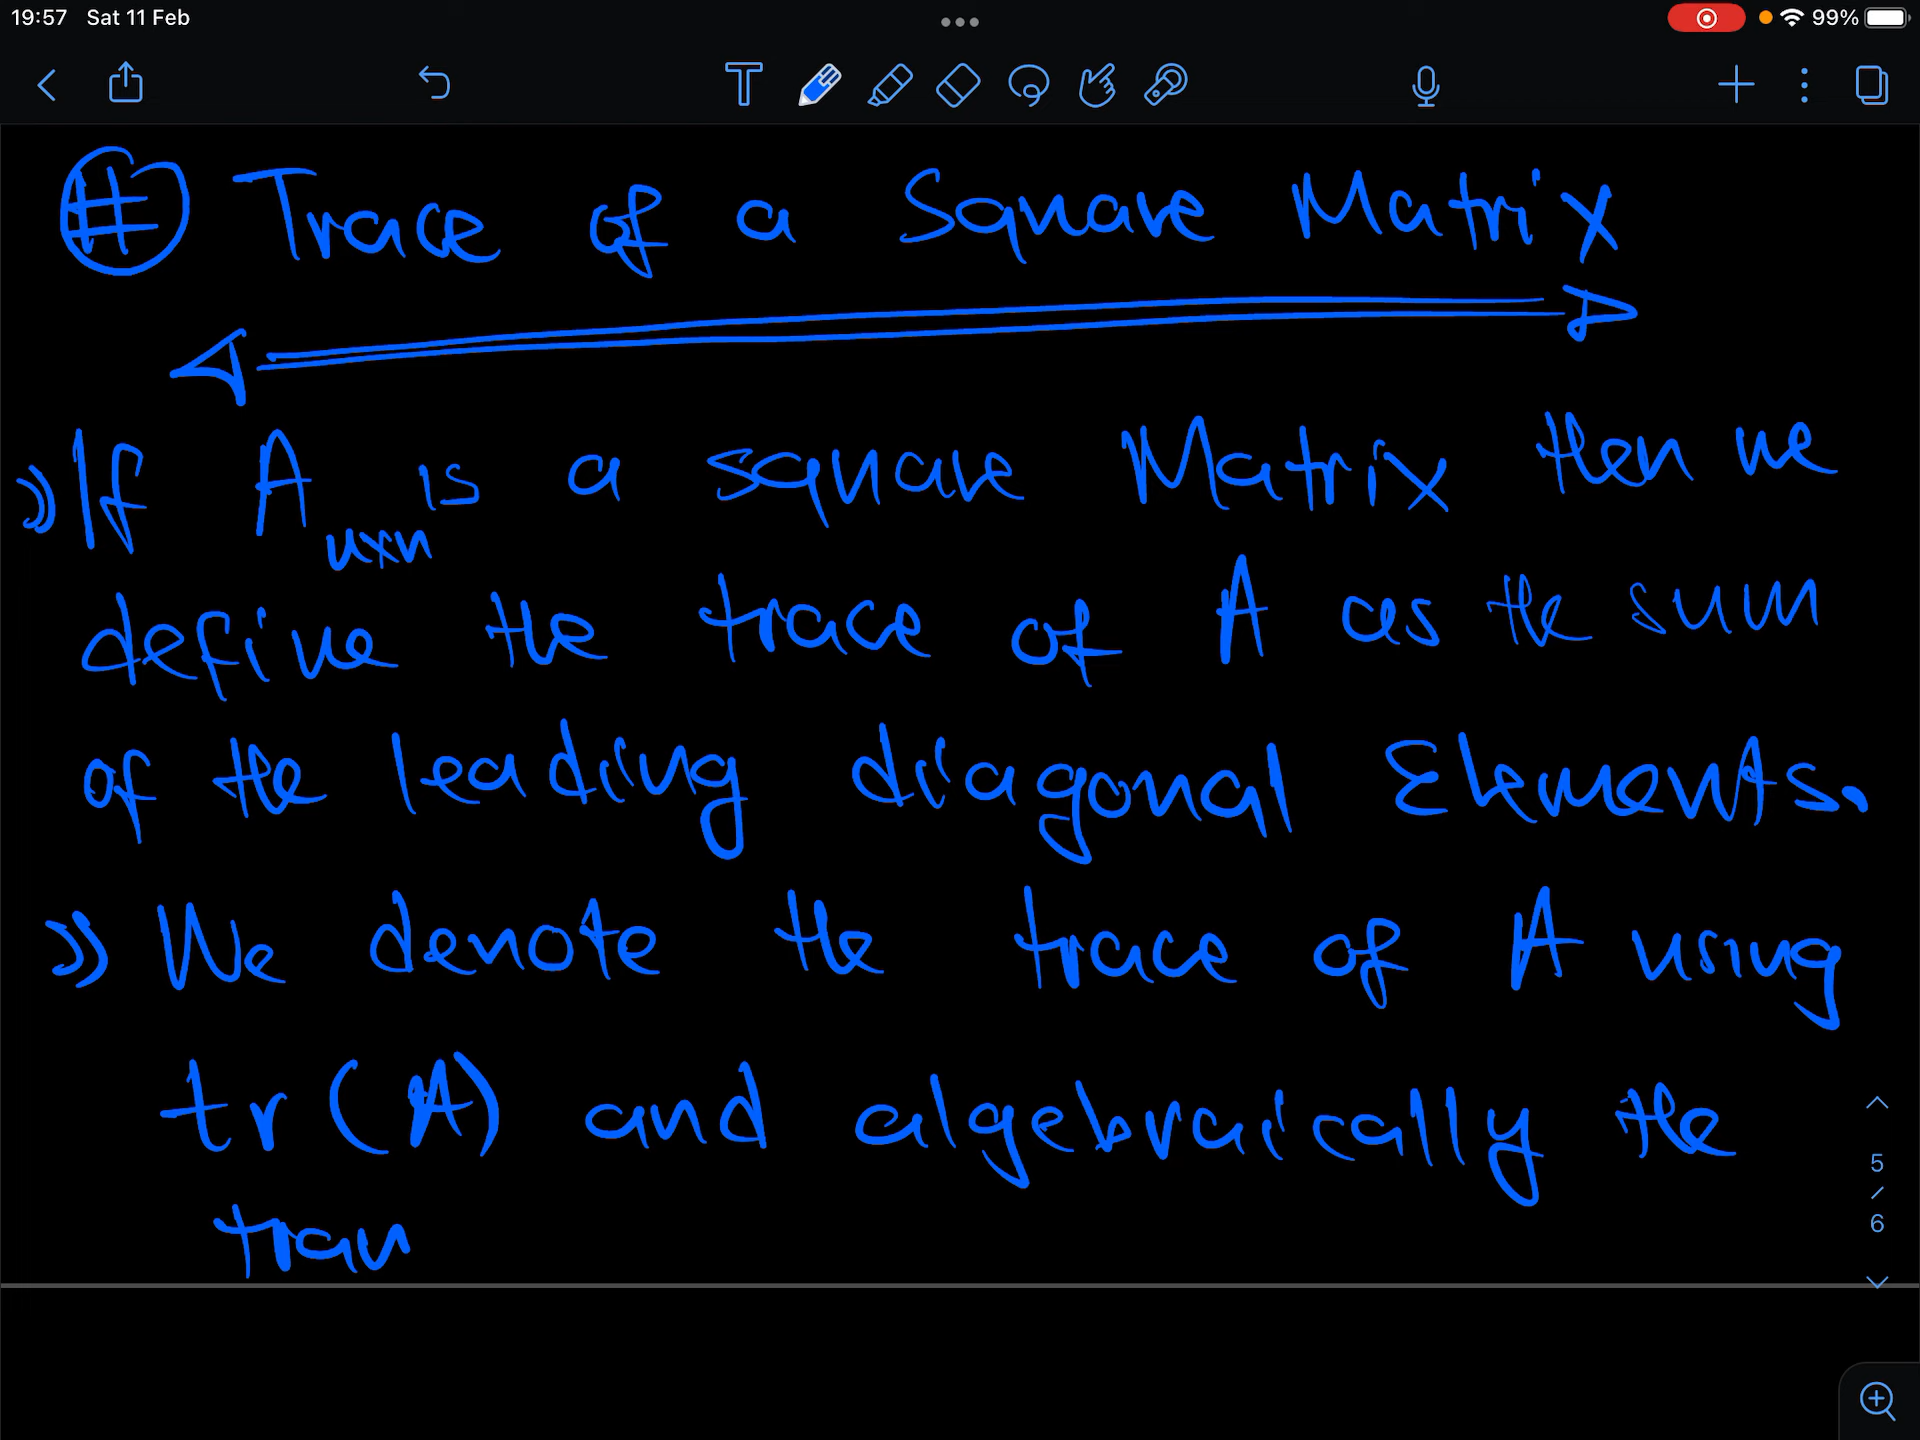 19:57 Sat 11 Feb 99%
# Trace of a Square Matrix
If A n×n is a square Matrix then we
define the trace of A as the sum
of the leading diagonal Elements.
We denote the trace of A using
tr (A) and algebraically the
tran
5
/
6